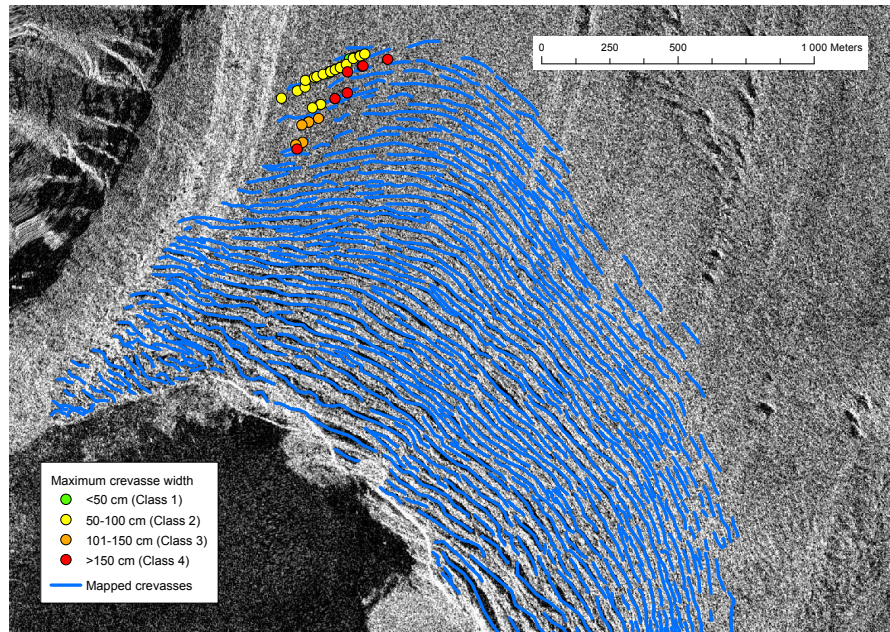 0 250 500 1 000 Meters
Maximum crevasse width
<50 cm (Class 1)
50-100 cm (Class 2)
101-150 cm (Class 3)
>150 cm (Class 4)
Mapped crevasses